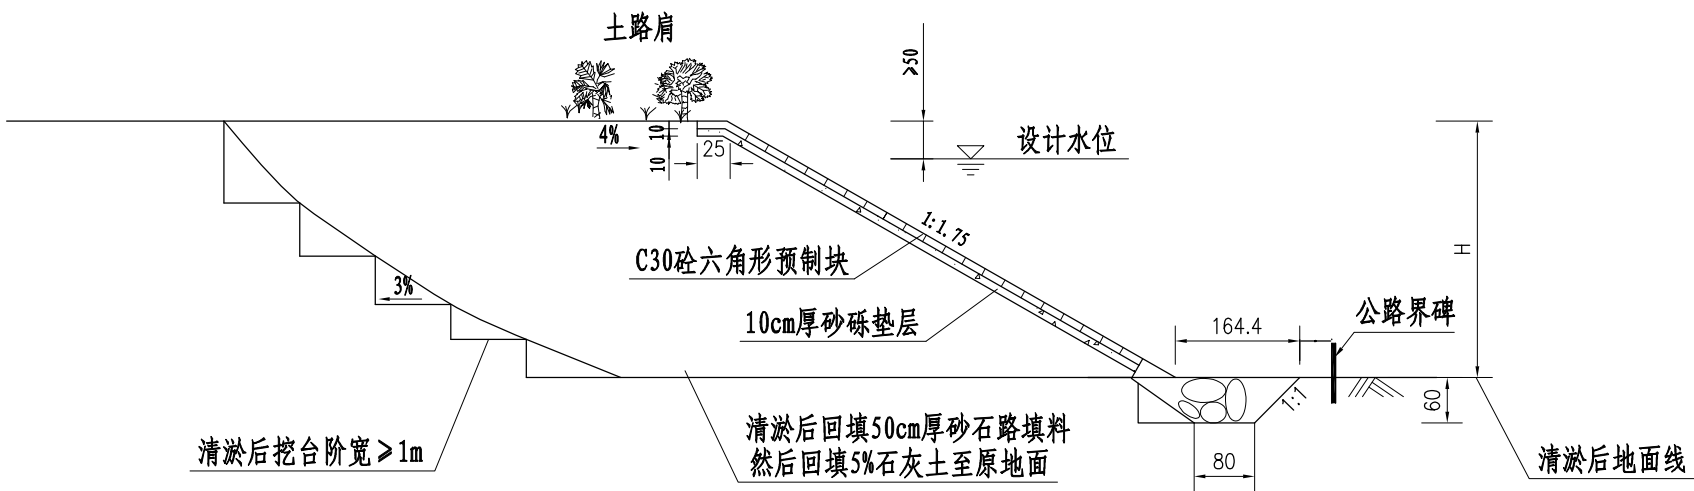 土路肩
>50
4%
10
10
25
设计水位
1:1.75
C30砼六角形预制块
H
3%
10cm厚砂砾垫层
164.4
公路界碑
1:1
60
清淤后挖台阶宽≥1m
清淤后回填50cm厚砂石路填料
然后回填5%石灰土至原地面
80
清淤后地面线